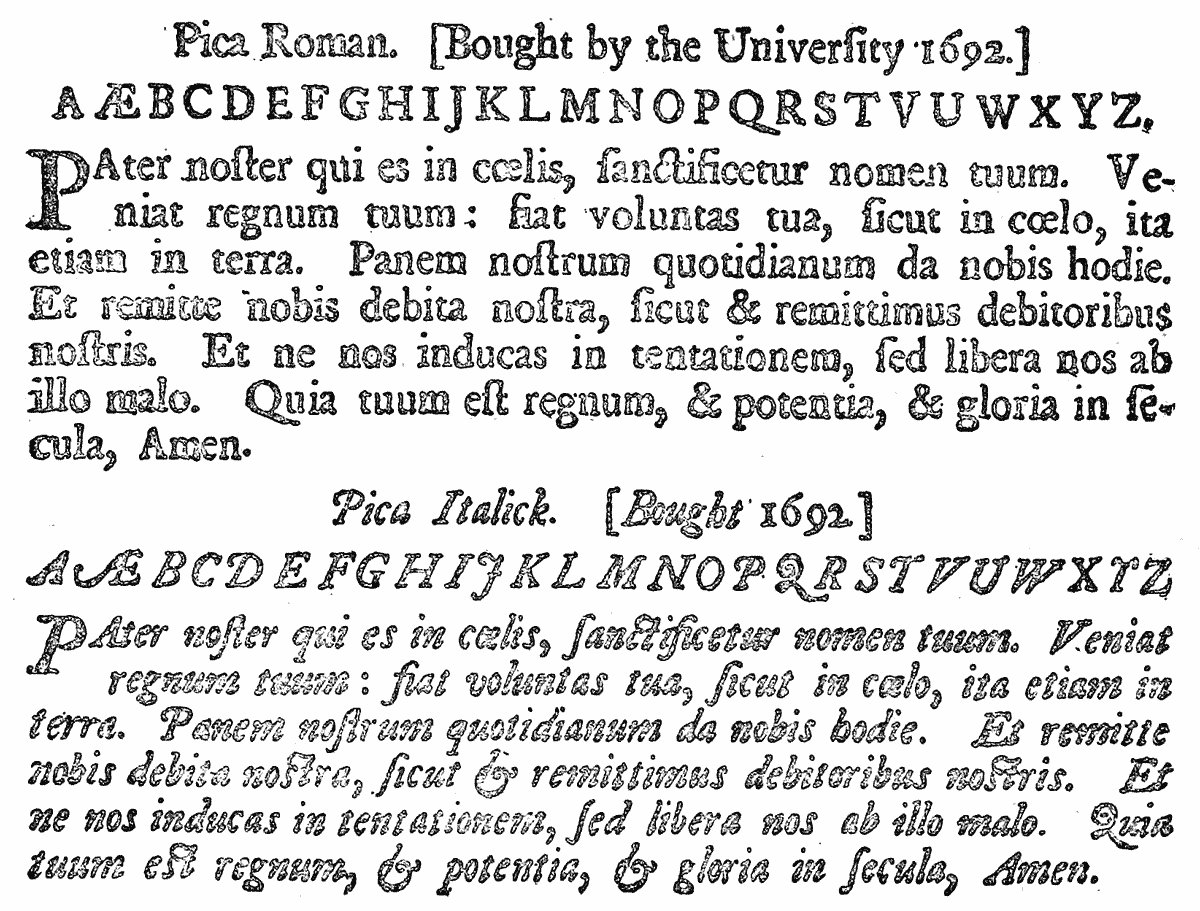 Pica Roman. [Bought by the Univerſity 1692.]
A Æ B C D E F G H I J K L M N O P Q R S T V U W X Y Z.
PAter noſter qui es in cœlis, ſanctificetur nomen tuum. Ve-
niat regnum tuum: fiat voluntas tua, ſicut in cœlo, ita
etiam in terra. Panem noſtrum quotidianum da nobis hodie.
Et remitte nobis debita noſtra, ſicut & remittimus debitoribus
noſtris. Et ne nos inducas in tentationem, ſed libera nos ab
illo malo. Quia tuum eſt regnum, & potentia, & gloria in ſe-
cula, Amen.
Pica Italick. [Bought 1692]
A Æ B C D E F G H I J K L M N O P Q R S T V U W X Y Z
PAter noſter qui es in cœlis, ſanctificetur nomen tuum. Veniat
regnum tuum: fiat voluntas tua, ſicut in cœlo, ita etiam in
terra. Panem noſtrum quotidianum da nobis hodie. Et remitte
nobis debita noſtra, ſicut & remittimus debitoribus noſtris. Et
ne nos inducas in tentationem, ſed libera nos ab illo malo. Quia
tuum eſt regnum, & potentia, & gloria in ſecula, Amen.